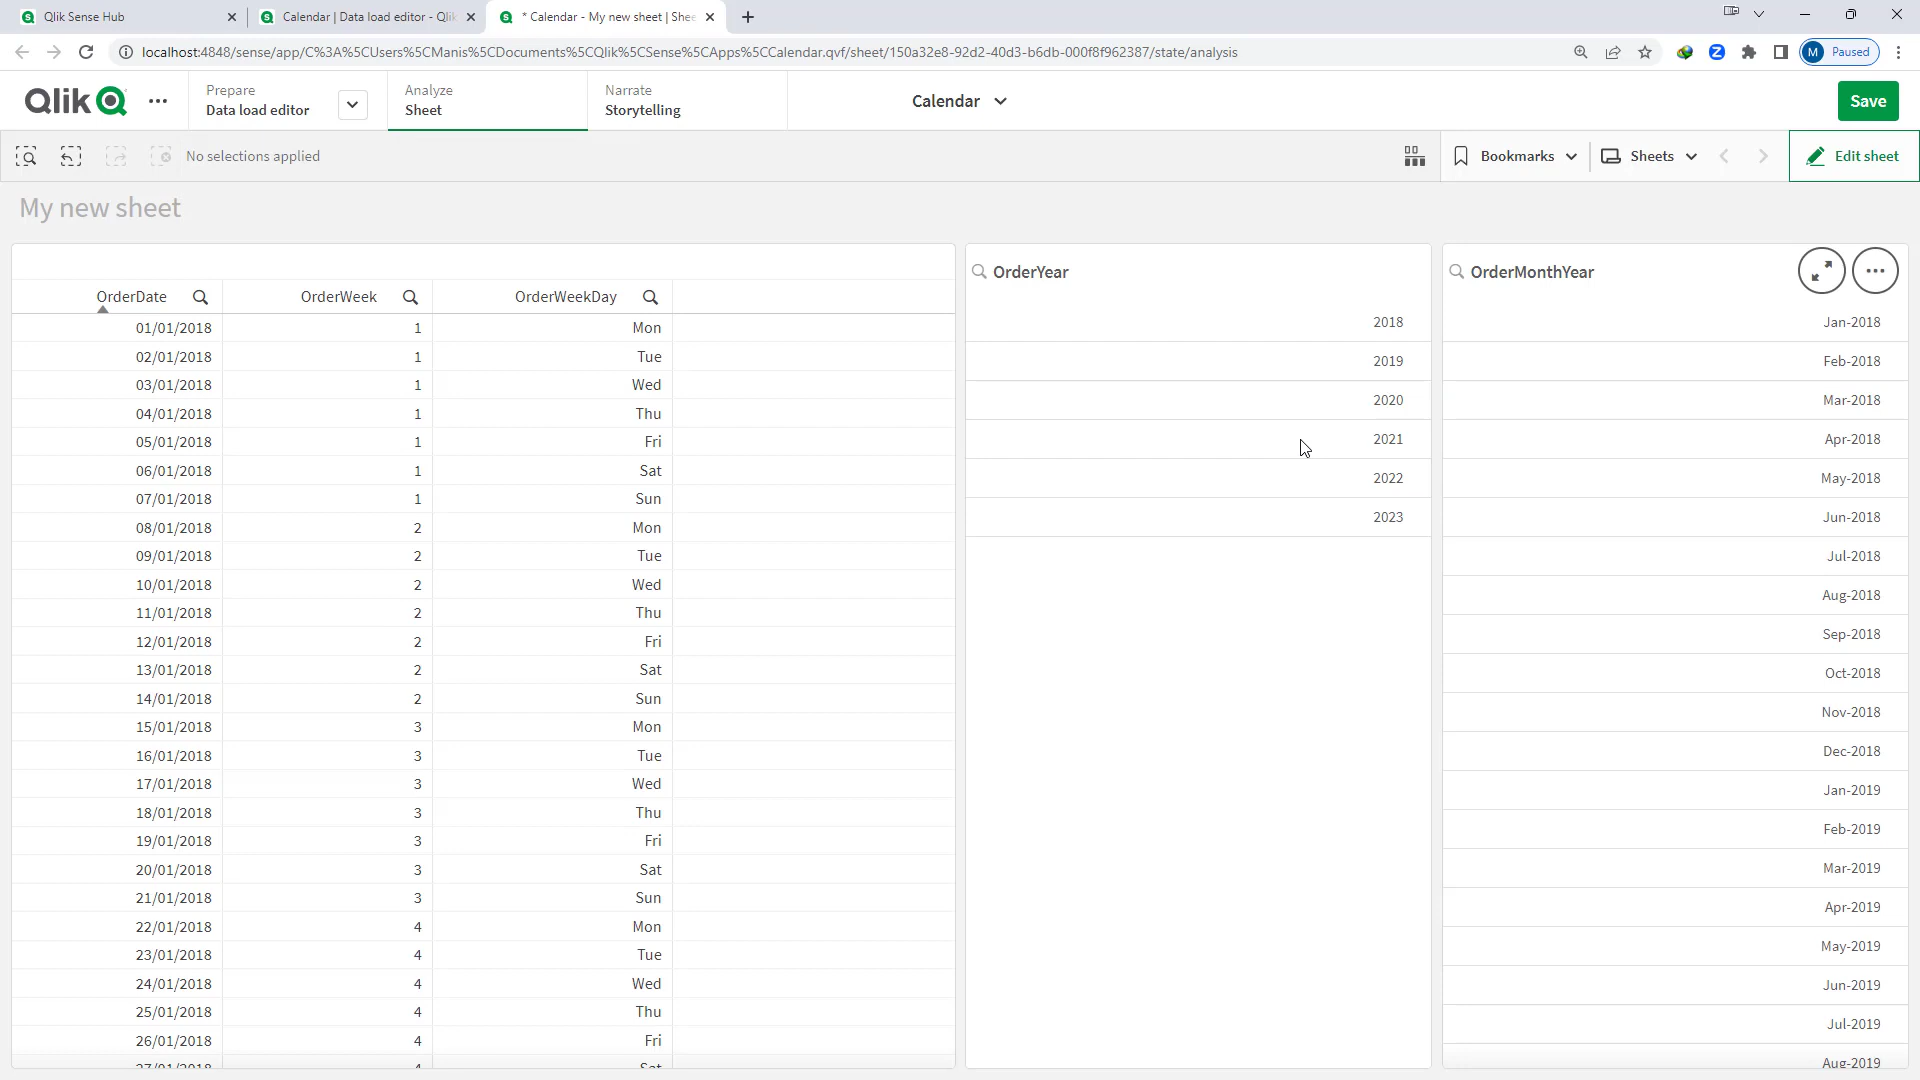 Qlik Sense Hub
Calendar | Data load editor - Qlik
* Calendar - My new sheet | Shee
localhost:4848/sense/app/C%3A%5CUsers%5CManis%5CDocuments%5CQlik%5CSense%5CApps%5CCalendar.qvf/sheet/150a32e8-92d2-40d3-b6db-000f8f962387/state/analysis
M Paused
Qlik
Prepare
Data load editor
Analyze
Sheet
Narrate
Storytelling
Calendar
Save
No selections applied
Bookmarks
Sheets
Edit sheet
My new sheet
OrderDate OrderWeek OrderWeekDay
01/01/2018 1 Mon
02/01/2018 1 Tue
03/01/2018 1 Wed
04/01/2018 1 Thu
05/01/2018 1 Fri
06/01/2018 1 Sat
07/01/2018 1 Sun
08/01/2018 2 Mon
09/01/2018 2 Tue
10/01/2018 2 Wed
11/01/2018 2 Thu
12/01/2018 2 Fri
13/01/2018 2 Sat
14/01/2018 2 Sun
15/01/2018 3 Mon
16/01/2018 3 Tue
17/01/2018 3 Wed
18/01/2018 3 Thu
19/01/2018 3 Fri
20/01/2018 3 Sat
21/01/2018 3 Sun
22/01/2018 4 Mon
23/01/2018 4 Tue
24/01/2018 4 Wed
25/01/2018 4 Thu
26/01/2018 4 Fri
27/01/2018 4 Sat
OrderYear
2018
2019
2020
2021
2022
2023
OrderMonthYear
Jan-2018
Feb-2018
Mar-2018
Apr-2018
May-2018
Jun-2018
Jul-2018
Aug-2018
Sep-2018
Oct-2018
Nov-2018
Dec-2018
Jan-2019
Feb-2019
Mar-2019
Apr-2019
May-2019
Jun-2019
Jul-2019
Aug-2019